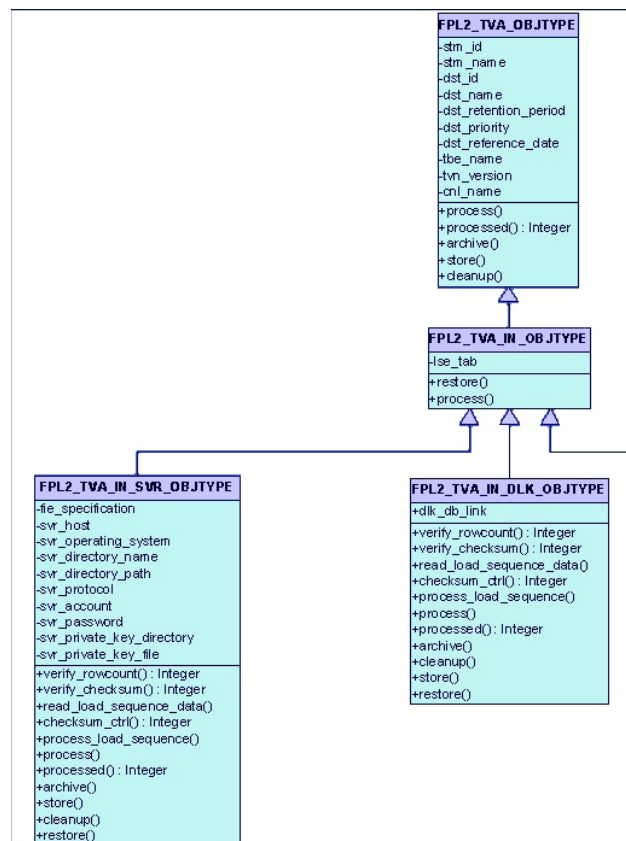 FPL2_TVA_OBJTYPE
-stm_id
-stm_name
-dst_id
-dst_name
-dst_retention_period
-dst_priority
-dst_reference_date
-tbe_name
-tvn_version
-cnl_name
+process()
+processed() : Integer
+archive()
+store()
+cleanup()
FPL2_TVA_IN_OBJTYPE
-lse_tab
+restore()
+process()
FPL2_TVA_IN_SVR_OBJTYPE
-fie_specification
-svr_host
-svr_operating_system
-svr_directory_name
-svr_directory_path
-svr_protocol
-svr_account
-svr_password
-svr_private_key_directory
-svr_private_key_file
+verify_rowcount() : Integer
+verify_checksum() : Integer
+read_load_sequence_data()
+checksum_ctrl() : Integer
+process_load_sequence()
+process()
+processed() : Integer
+archive()
+store()
+cleanup()
+restore()
FPL2_TVA_IN_DLK_OBJTYPE
+dlk_db_link
+verify_rowcount() : Integer
+verify_checksum() : Integer
+read_load_sequence_data()
+checksum_ctrl() : Integer
+process_load_sequence()
+process()
+processed() : Integer
+archive()
+cleanup()
+store()
+restore()